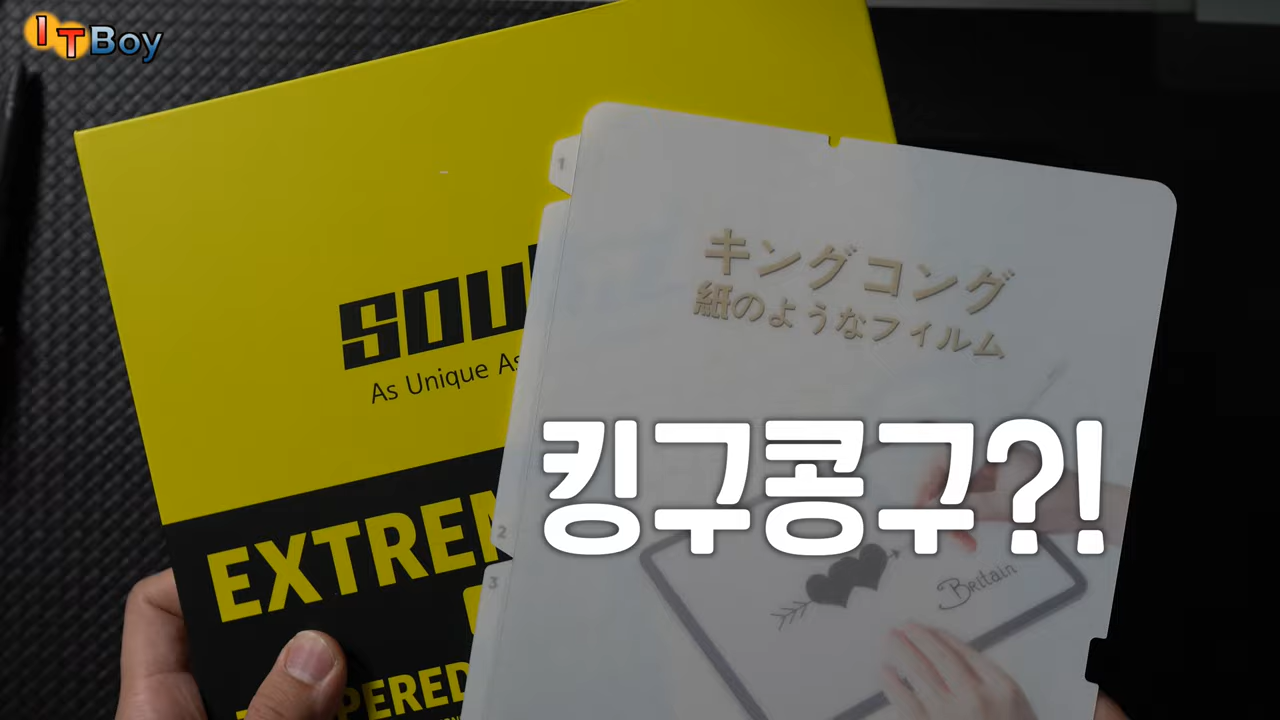 ITBoy
SOU
As Unique As
EXTREM
PERED
1
2
3
キングコング
紙のようなフィルム
킹구콩구?!
Britain